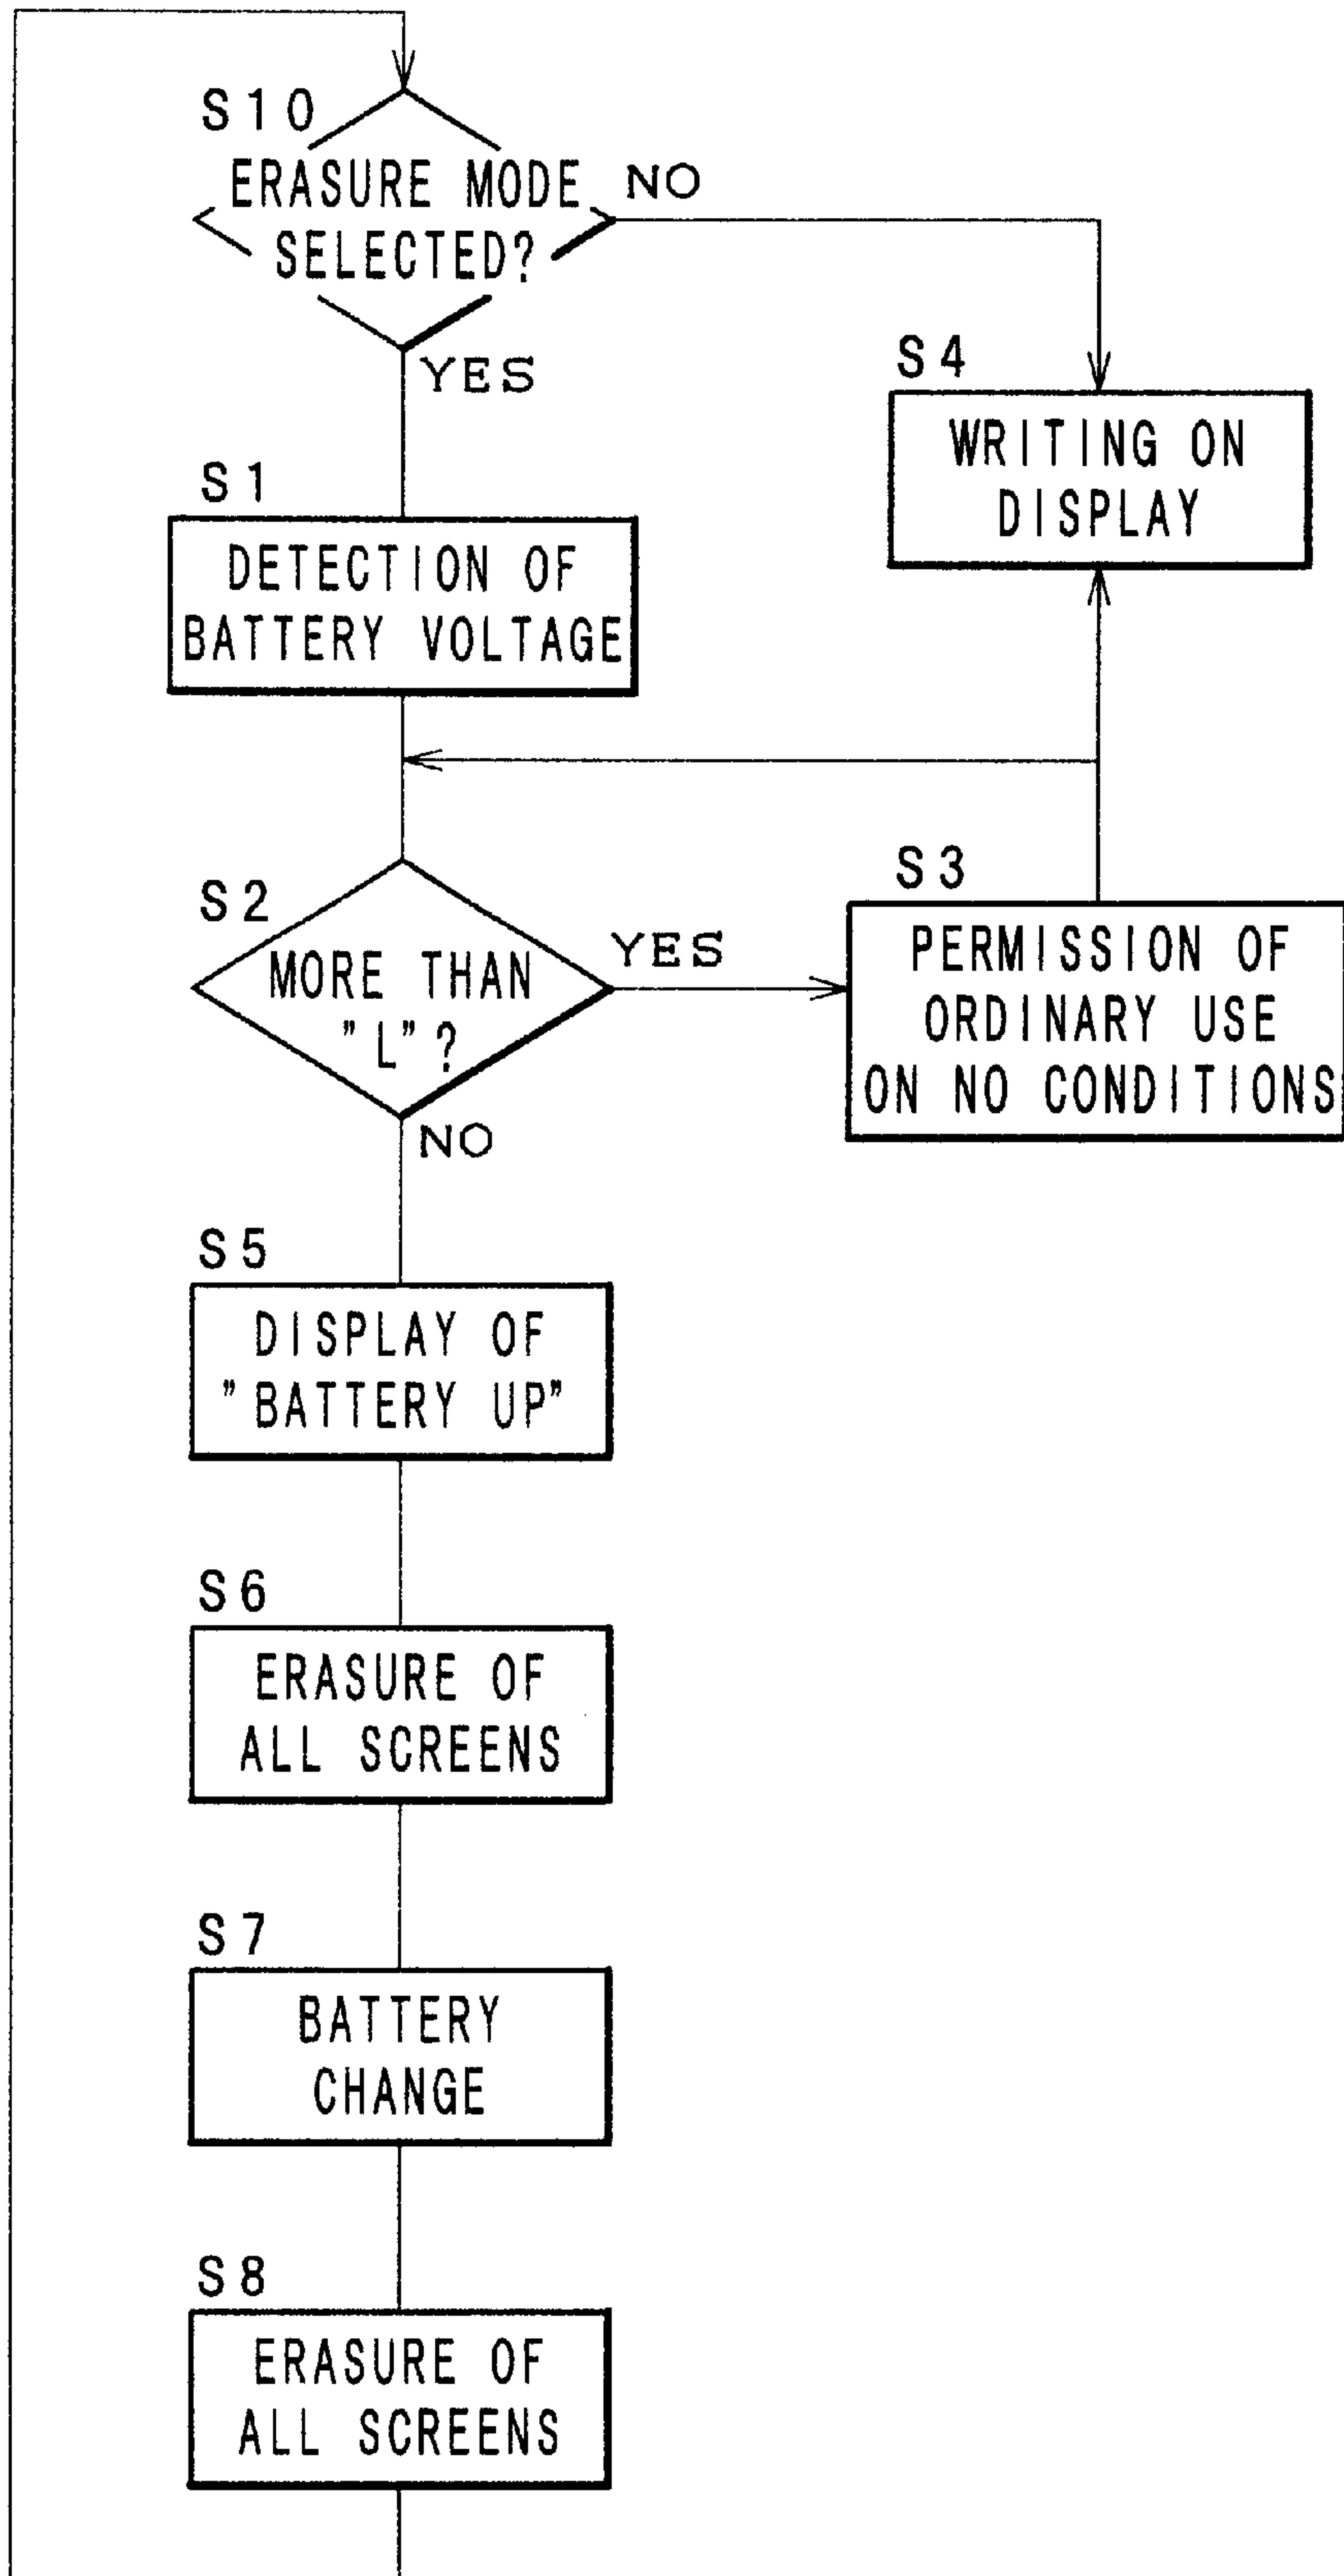 S10
ERASURE MODE
SELECTED?
NO
YES
S4
WRITING ON
DISPLAY
S1
DETECTION OF
BATTERY VOLTAGE
S2
MORE THAN
"L"?
YES
NO
S3
PERMISSION OF
ORDINARY USE
ON NO CONDITIONS
S5
DISPLAY OF
"BATTERY UP"
S6
ERASURE OF
ALL SCREENS
S7
BATTERY
CHANGE
S8
ERASURE OF
ALL SCREENS